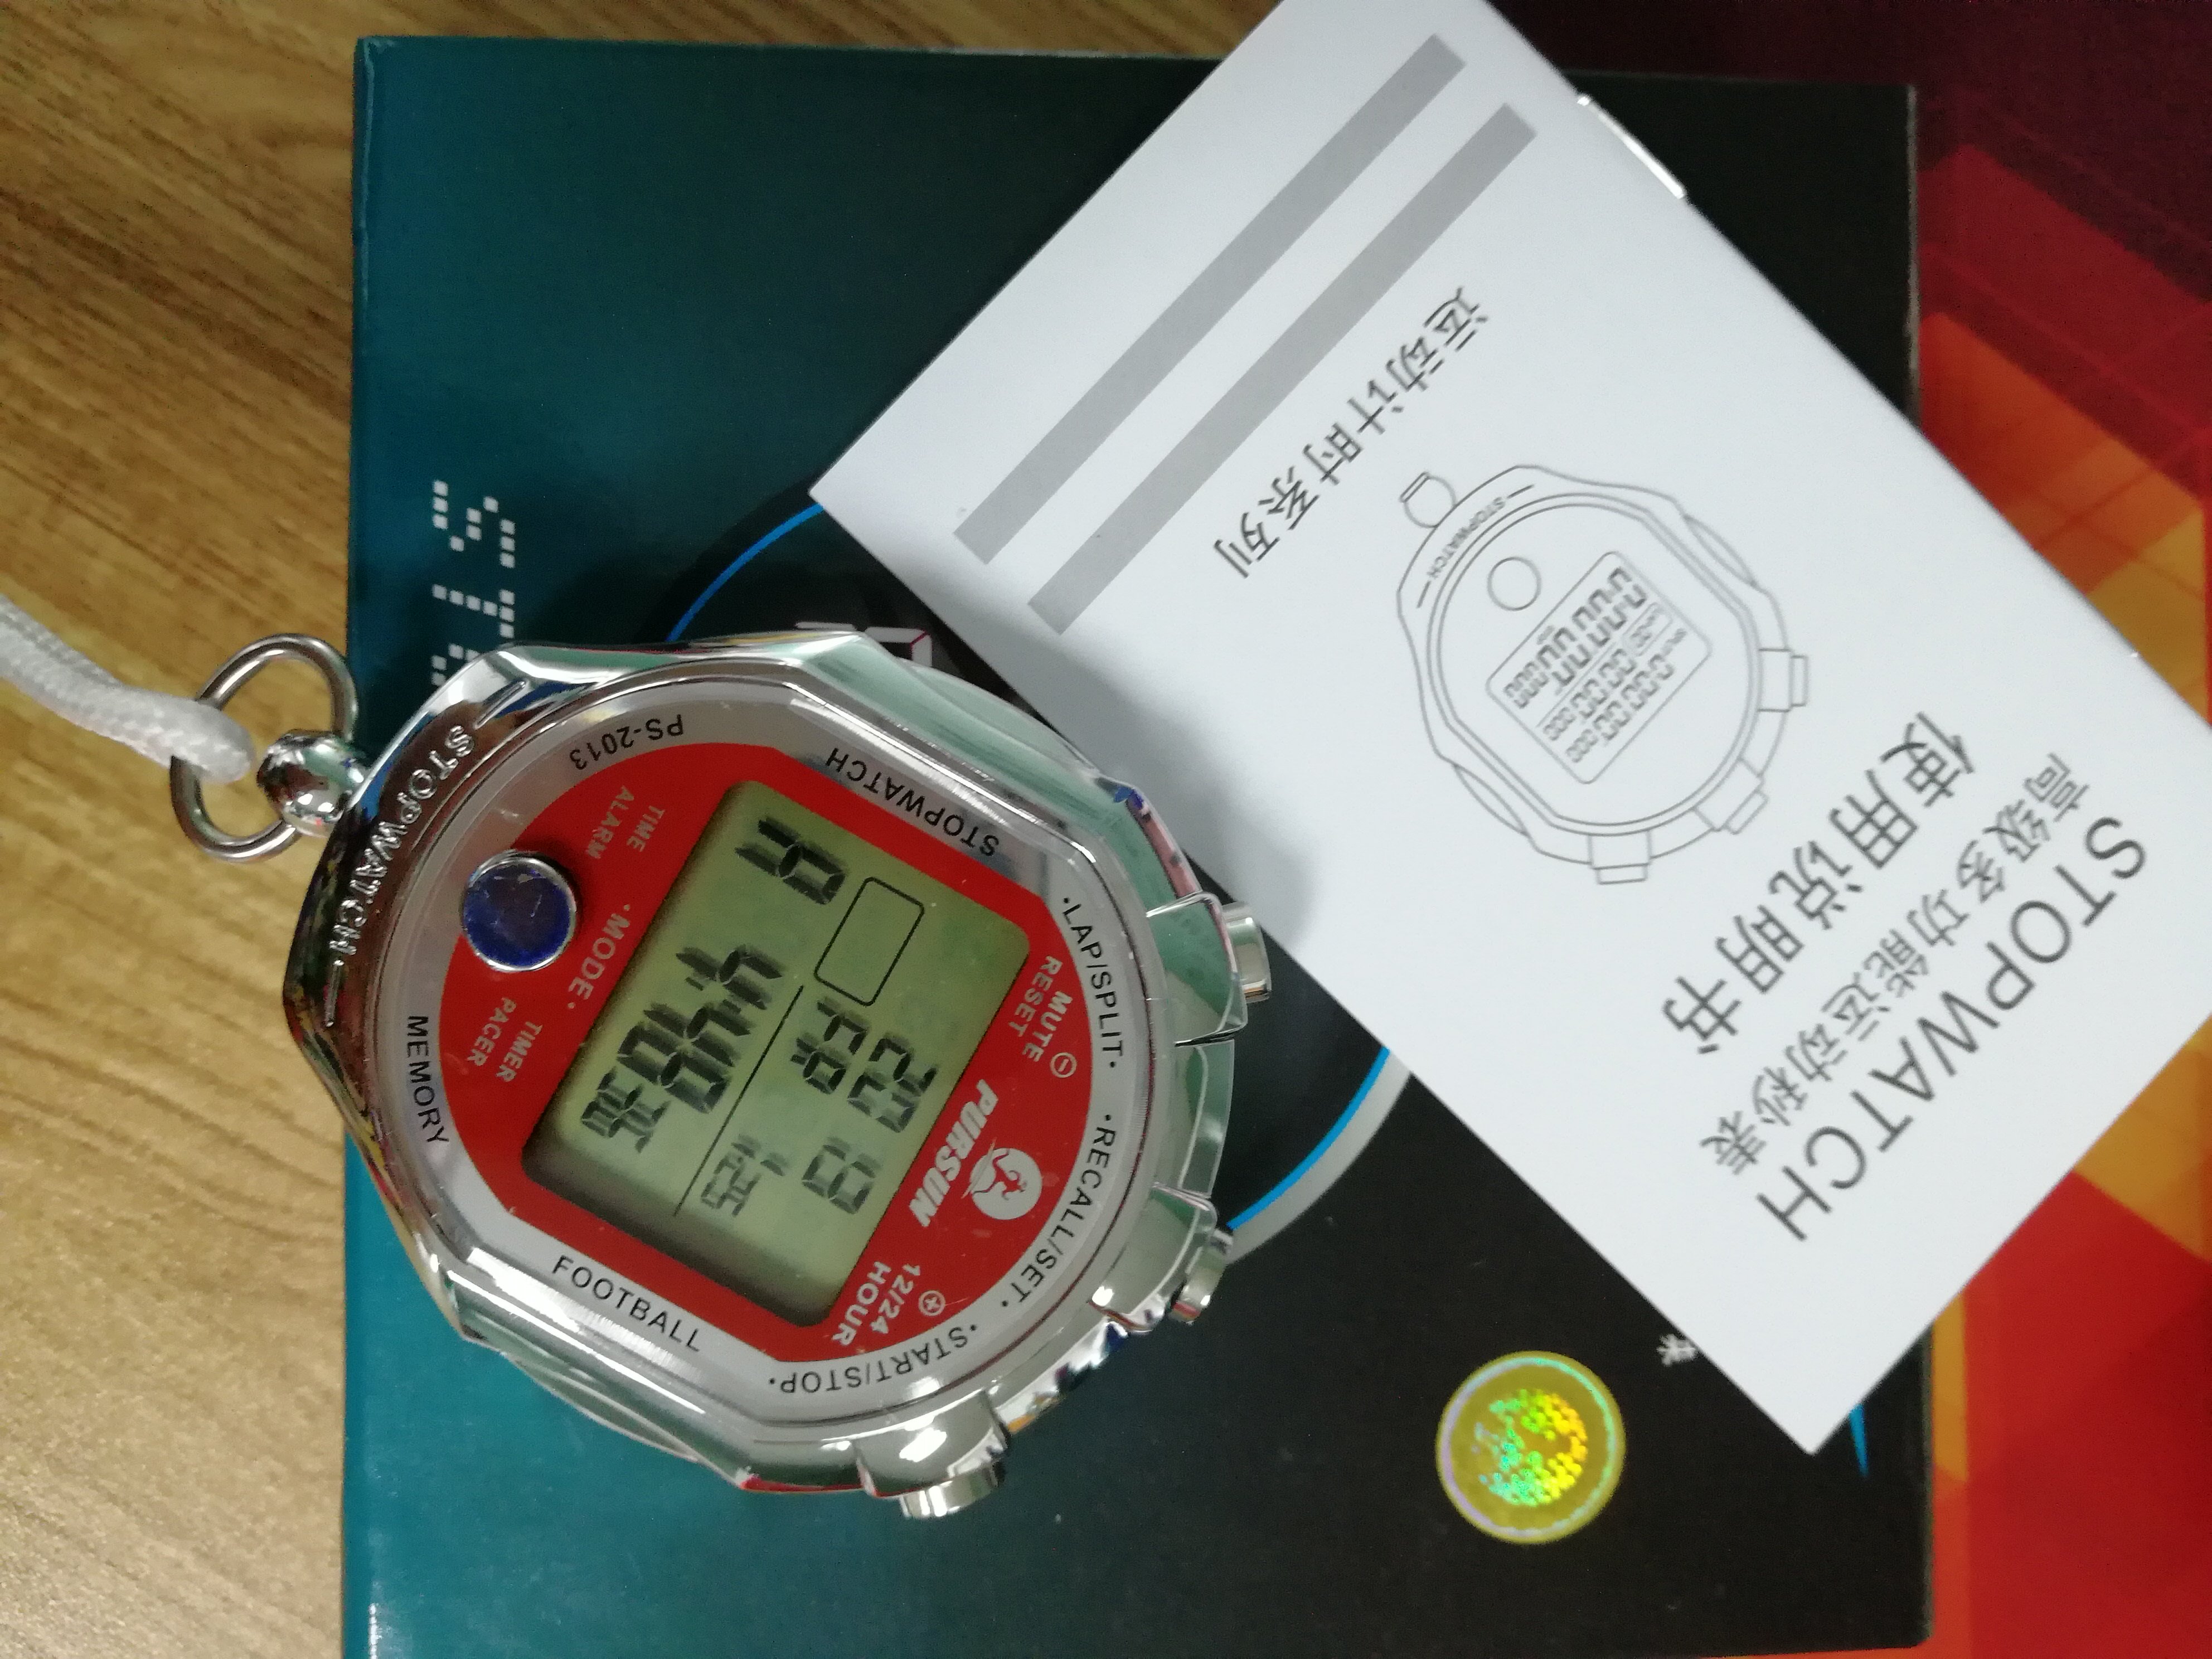 STOPWATCH
高级多功能运动秒表
使用说明书
STOPWATCH
运动计时系列
·LAP/SPLIT·
·RECALL/SET·
·START/STOP·
MUTE
RESET
PURSUN
12/24
HOUR
STOPWATCH
FOOTBALL
TIME
ALARM
·MODE·
TIMER
PACER
PS-2013
MEMORY
STOPWATCH